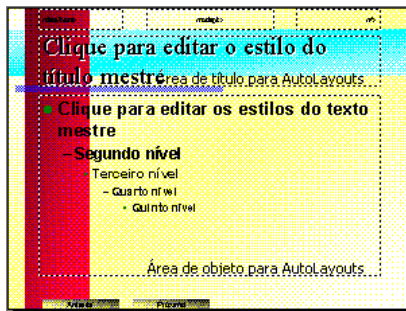 Clique para editar o estilo do
título mestre
Área de título para AutoLayouts
Clique para editar os estilos do texto
mestre
– Segundo nível
Terceiro nível
– Quarto nível
• Quinto nível
Área de objeto para AutoLayouts